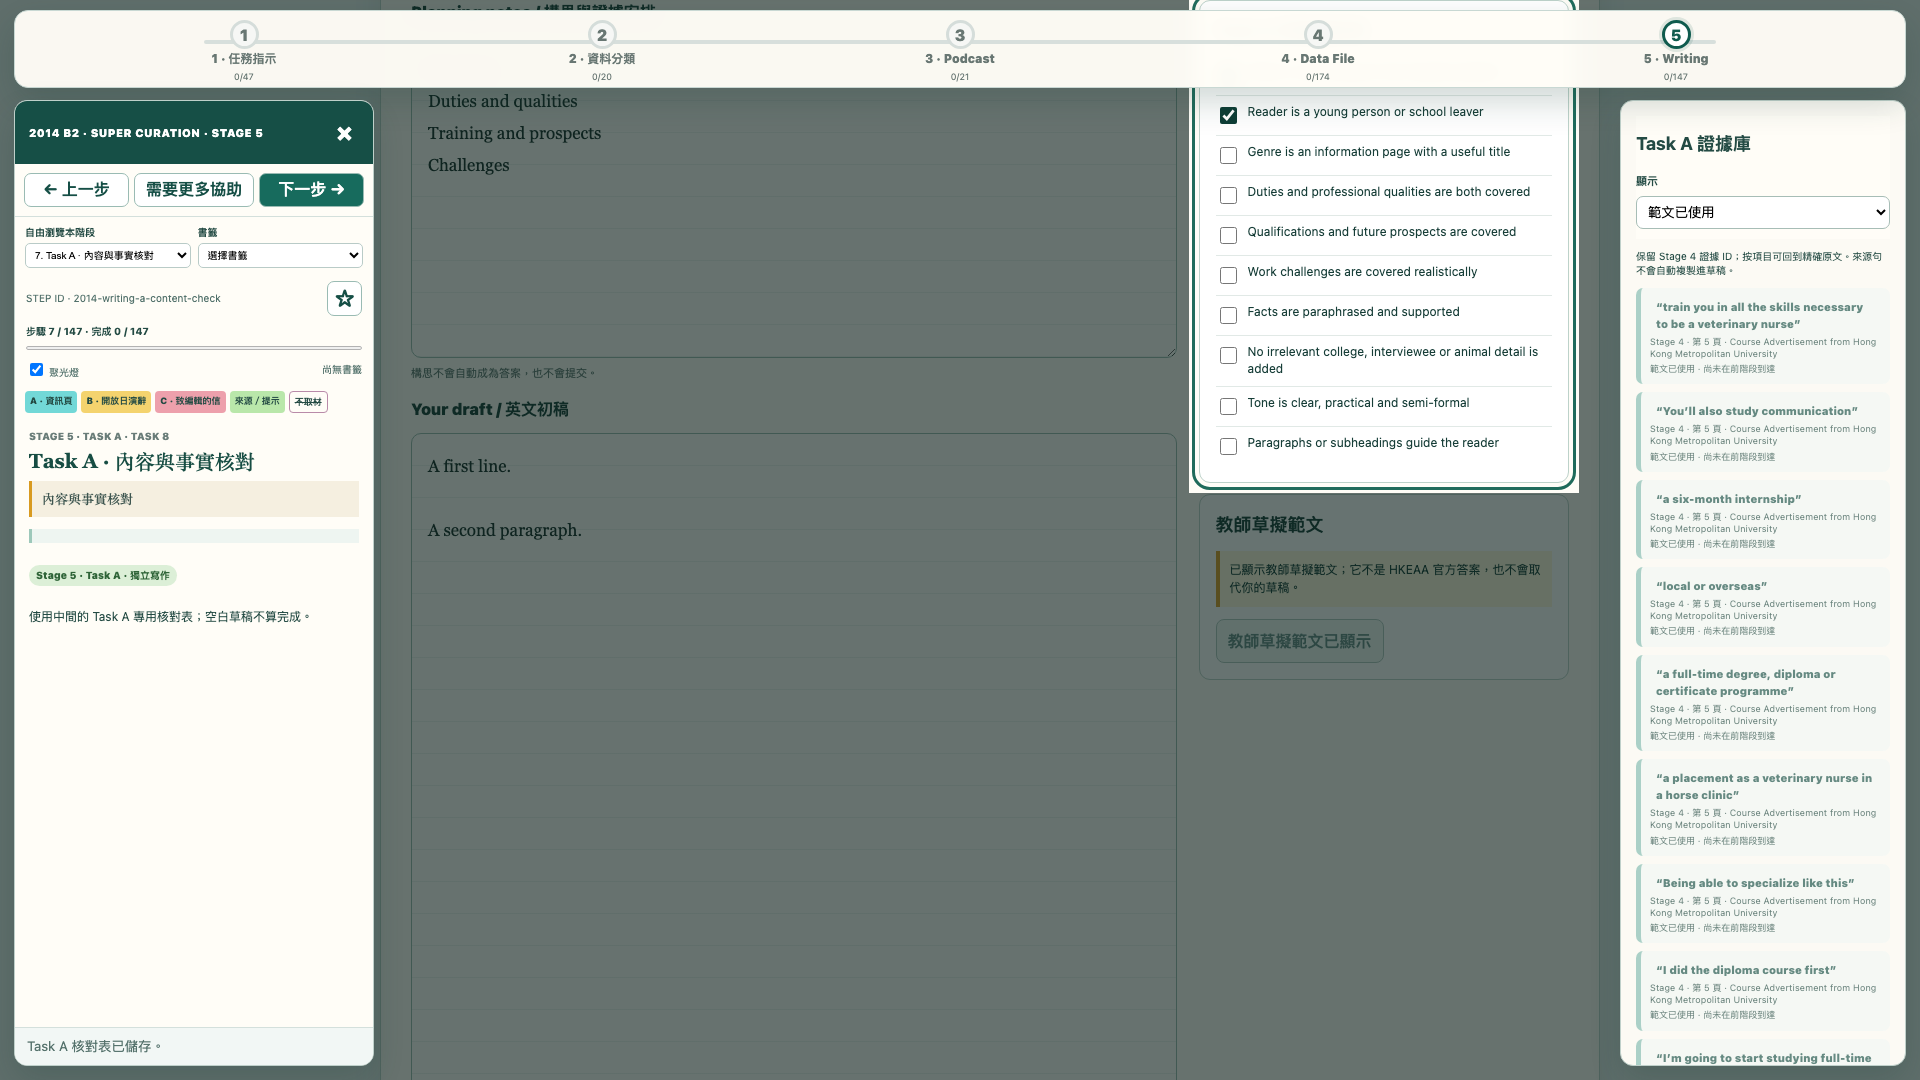 1
1 · 任務指示
0/47
2
2 · 資料分類
0/20
3
3 · Podcast
0/21
4
4 · Data File
0/174
5
5 · Writing
0/147
2014 B2 · SUPER CURATION · STAGE 5
← 上一步
需要更多協助
下一步 →
自由瀏覽本階段
書籤
7. Task A · 內容與事實核對
選擇書籤
STEP ID · 2014-writing-a-content-check
步驟 7 / 147 · 完成 0 / 147
聚光燈
尚無書籤
A · 資訊頁
B · 開放日演辭
C · 致編輯的信
來源 / 提示
不取材
STAGE 5 · TASK A · TASK 8
Task A · 內容與事實核對
內容與事實核對
Stage 5 · Task A · 獨立寫作
使用中間的 Task A 專用核對表；空白草稿不算完成。
Task A 核對表已儲存。
Duties and qualities
Training and prospects
Challenges
構思不會自動成為答案，也不會提交。
Your draft / 英文初稿
A first line.
A second paragraph.
Reader is a young person or school leaver
Genre is an information page with a useful title
Duties and professional qualities are both covered
Qualifications and future prospects are covered
Work challenges are covered realistically
Facts are paraphrased and supported
No irrelevant college, interviewee or animal detail is
added
Tone is clear, practical and semi-formal
Paragraphs or subheadings guide the reader
教師草擬範文
已顯示教師草擬範文；它不是 HKEAA 官方答案，也不會取
代你的草稿。
教師草擬範文已顯示
Task A 證據庫
顯示
範文已使用
保留 Stage 4 證據 ID；按項目可回到精確原文。來源句
不會自動複製進草稿。
“train you in all the skills necessary
to be a veterinary nurse”
Stage 4 · 第 5 頁 · Course Advertisement from Hong
Kong Metropolitan University
範文已使用 · 尚未在前階段到達
“You’ll also study communication”
Stage 4 · 第 5 頁 · Course Advertisement from Hong
Kong Metropolitan University
範文已使用 · 尚未在前階段到達
“a six-month internship”
Stage 4 · 第 5 頁 · Course Advertisement from Hong
Kong Metropolitan University
範文已使用 · 尚未在前階段到達
“local or overseas”
Stage 4 · 第 5 頁 · Course Advertisement from Hong
Kong Metropolitan University
範文已使用 · 尚未在前階段到達
“a full-time degree, diploma or
certificate programme”
Stage 4 · 第 5 頁 · Course Advertisement from Hong
Kong Metropolitan University
範文已使用 · 尚未在前階段到達
“a placement as a veterinary nurse in
a horse clinic”
Stage 4 · 第 5 頁 · Course Advertisement from Hong
Kong Metropolitan University
範文已使用 · 尚未在前階段到達
“Being able to specialize like this”
Stage 4 · 第 5 頁 · Course Advertisement from Hong
Kong Metropolitan University
範文已使用 · 尚未在前階段到達
“I did the diploma course first”
Stage 4 · 第 5 頁 · Course Advertisement from Hong
Kong Metropolitan University
範文已使用 · 尚未在前階段到達
“I’m going to start studying full-time